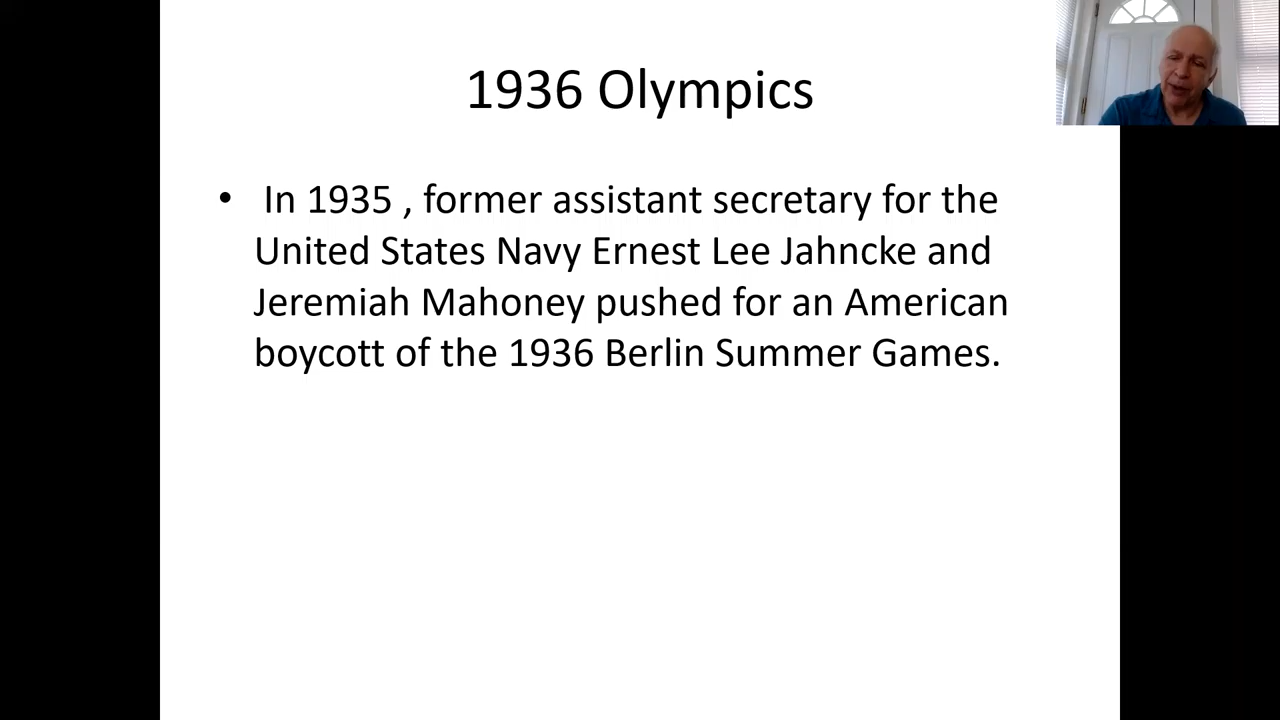 1936 Olympics
• In 1935 , former assistant secretary for the
United States Navy Ernest Lee Jahncke and
Jeremiah Mahoney pushed for an American
boycott of the 1936 Berlin Summer Games.